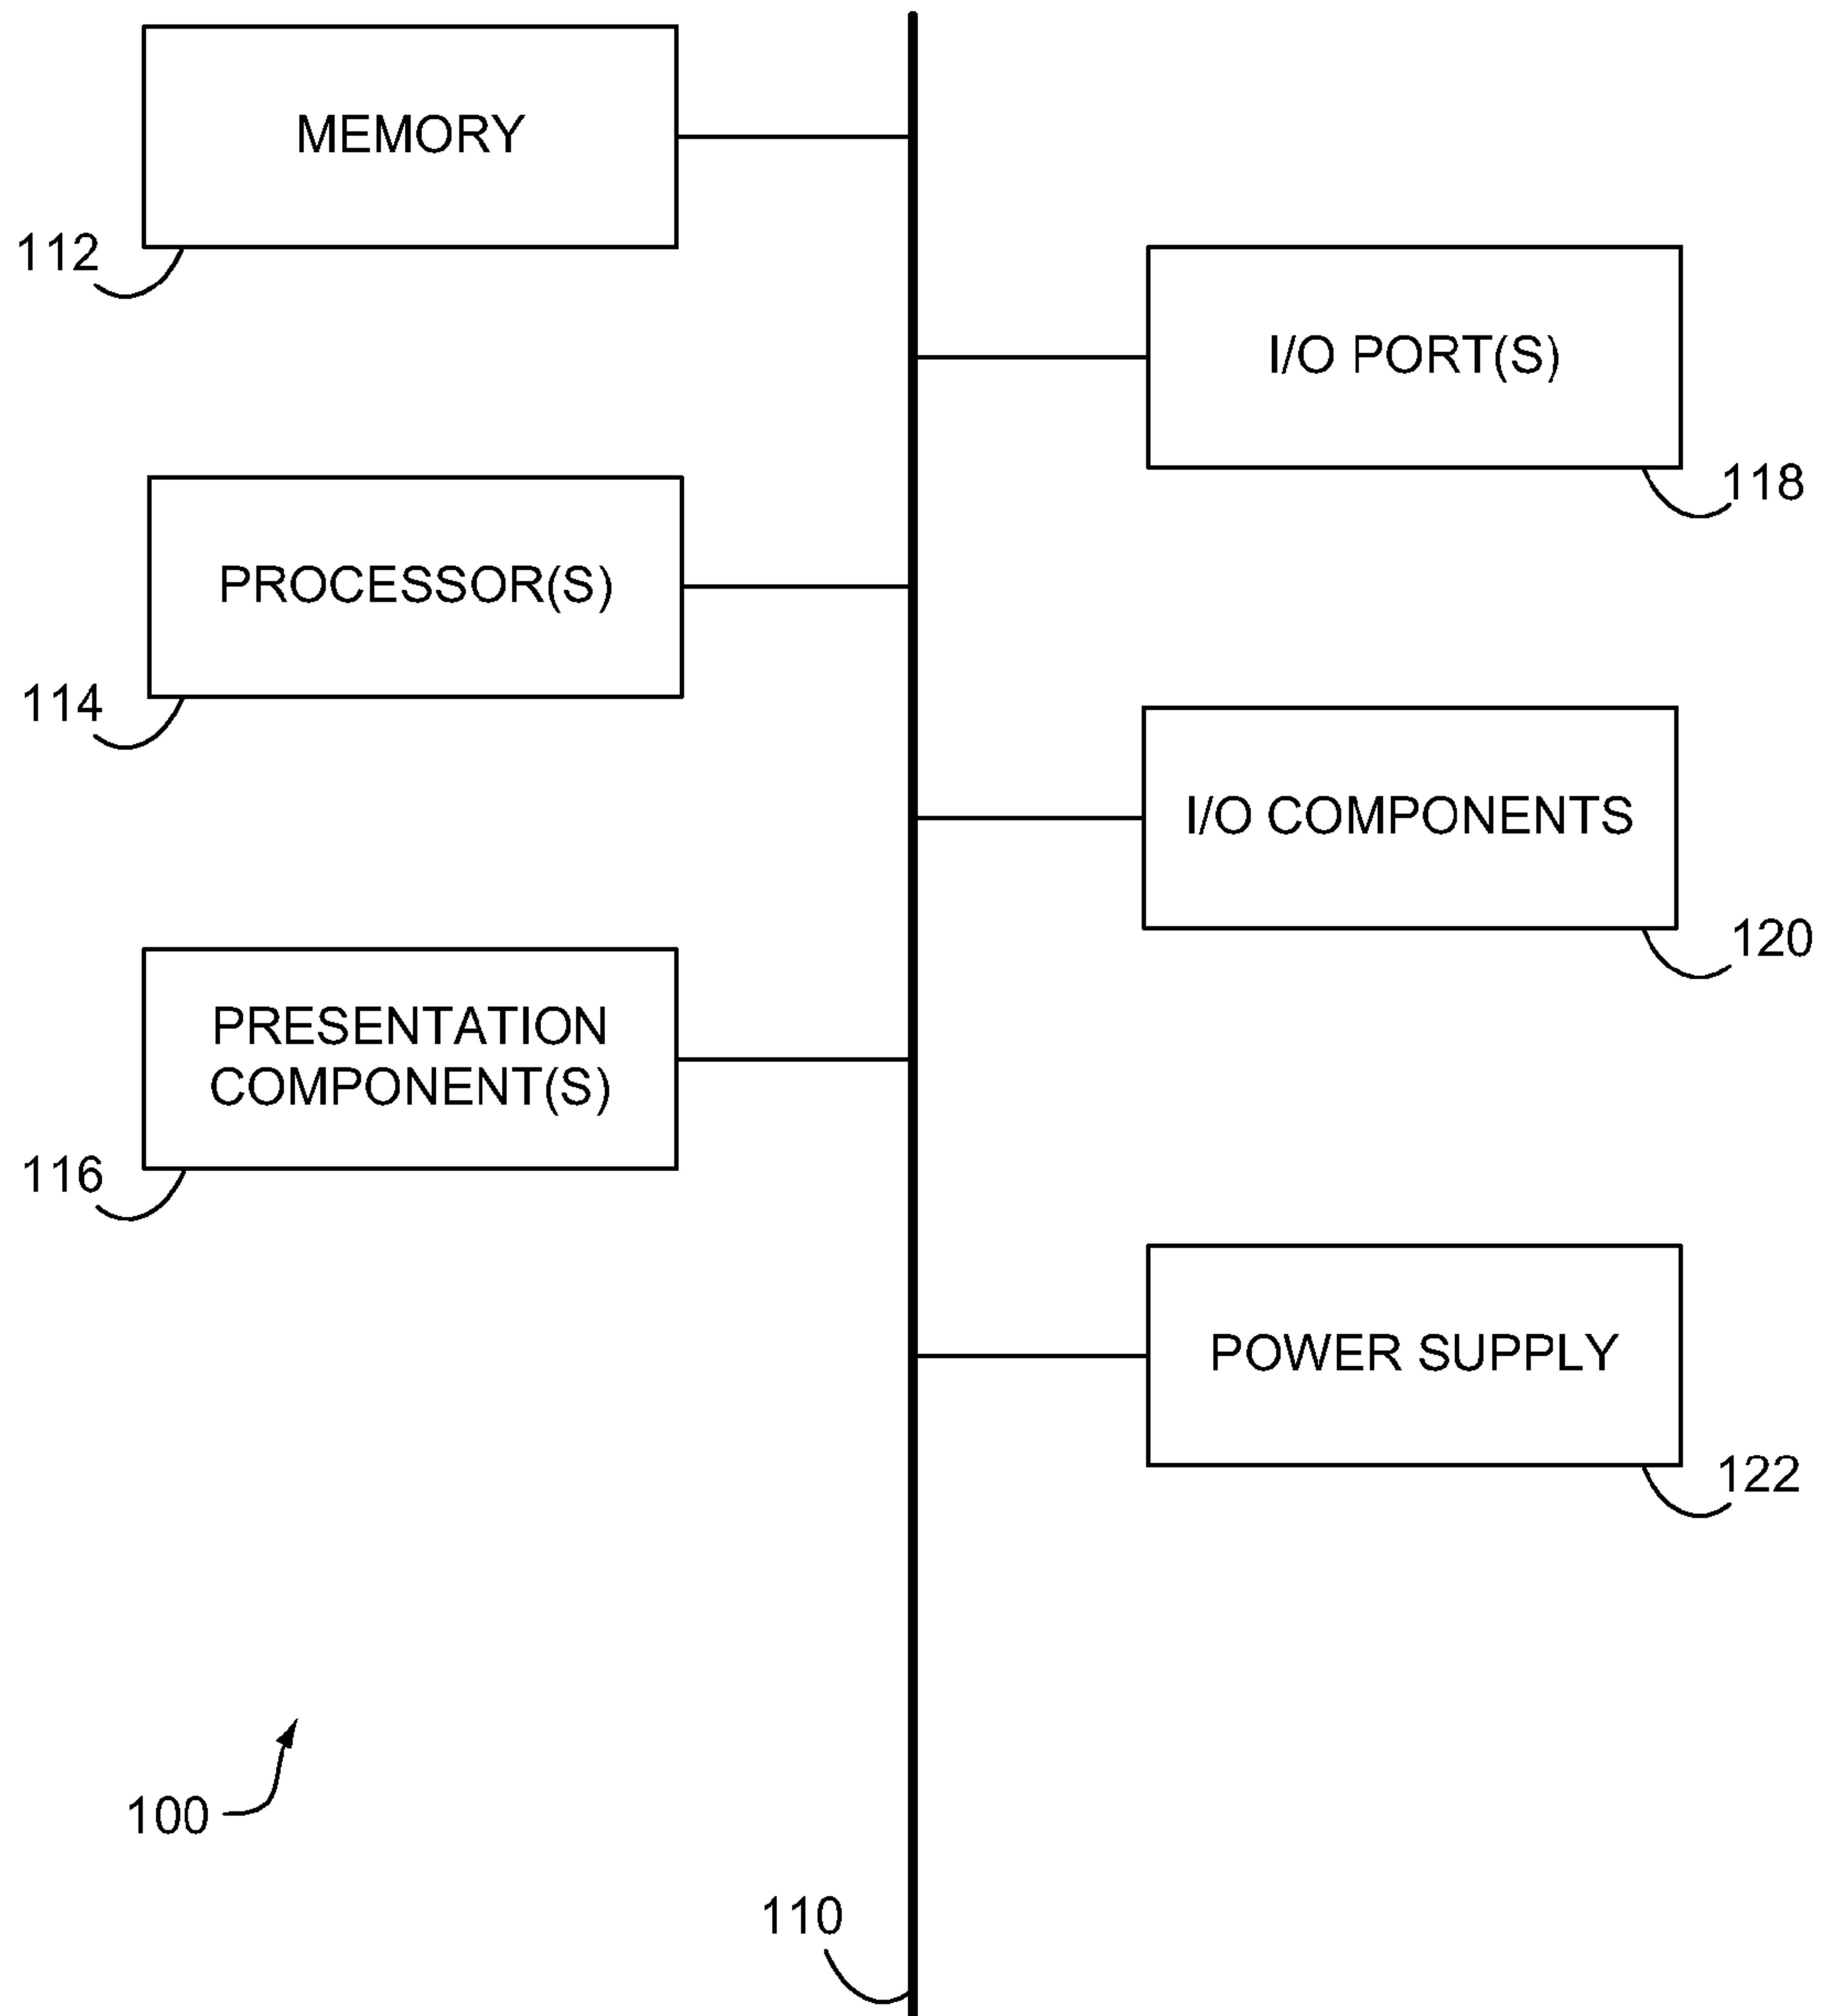 MEMORY
112
I/O PORT(S)
118
PROCESSOR(S)
114
I/O COMPONENTS
120
PRESENTATION
COMPONENT(S)
116
POWER SUPPLY
122
100
110